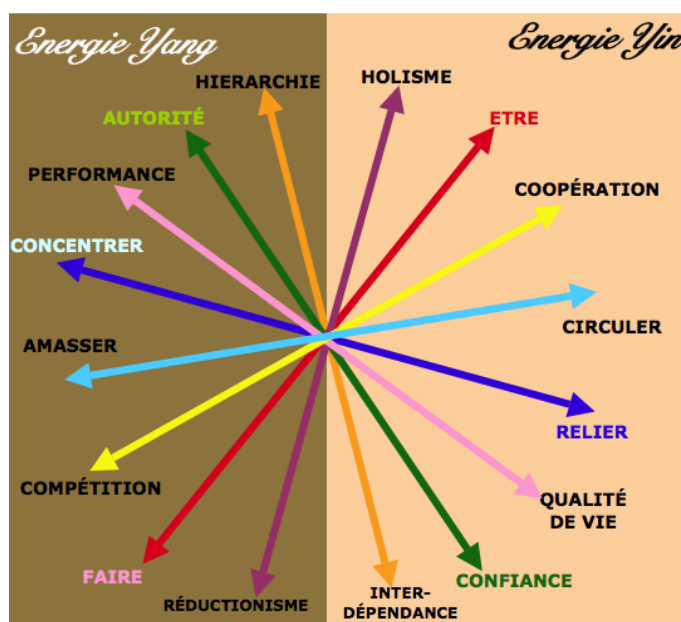 Energie Yang
Energie Yin
HIERARCHIE
HOLISME
AUTORITÉ
ETRE
PERFORMANCE
COOPÉRATION
CONCENTRER
CIRCULER
AMASSER
RELIER
COMPÉTITION
QUALITÉ
DE VIE
FAIRE
CONFIANCE
RÉDUCTIONISME
INTER-
DÉPENDANCE